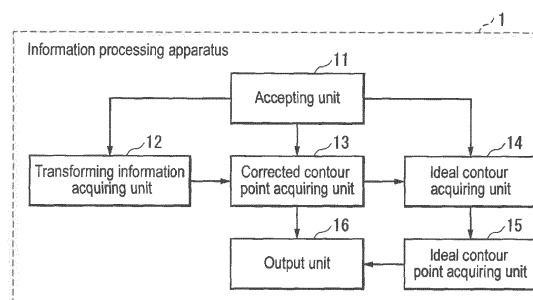 1
Information processing apparatus
11
Accepting unit
12
Transforming information
acquiring unit
13
Corrected contour
point acquiring unit
14
Ideal contour
acquiring unit
16
Output unit
15
Ideal contour
point acquiring unit